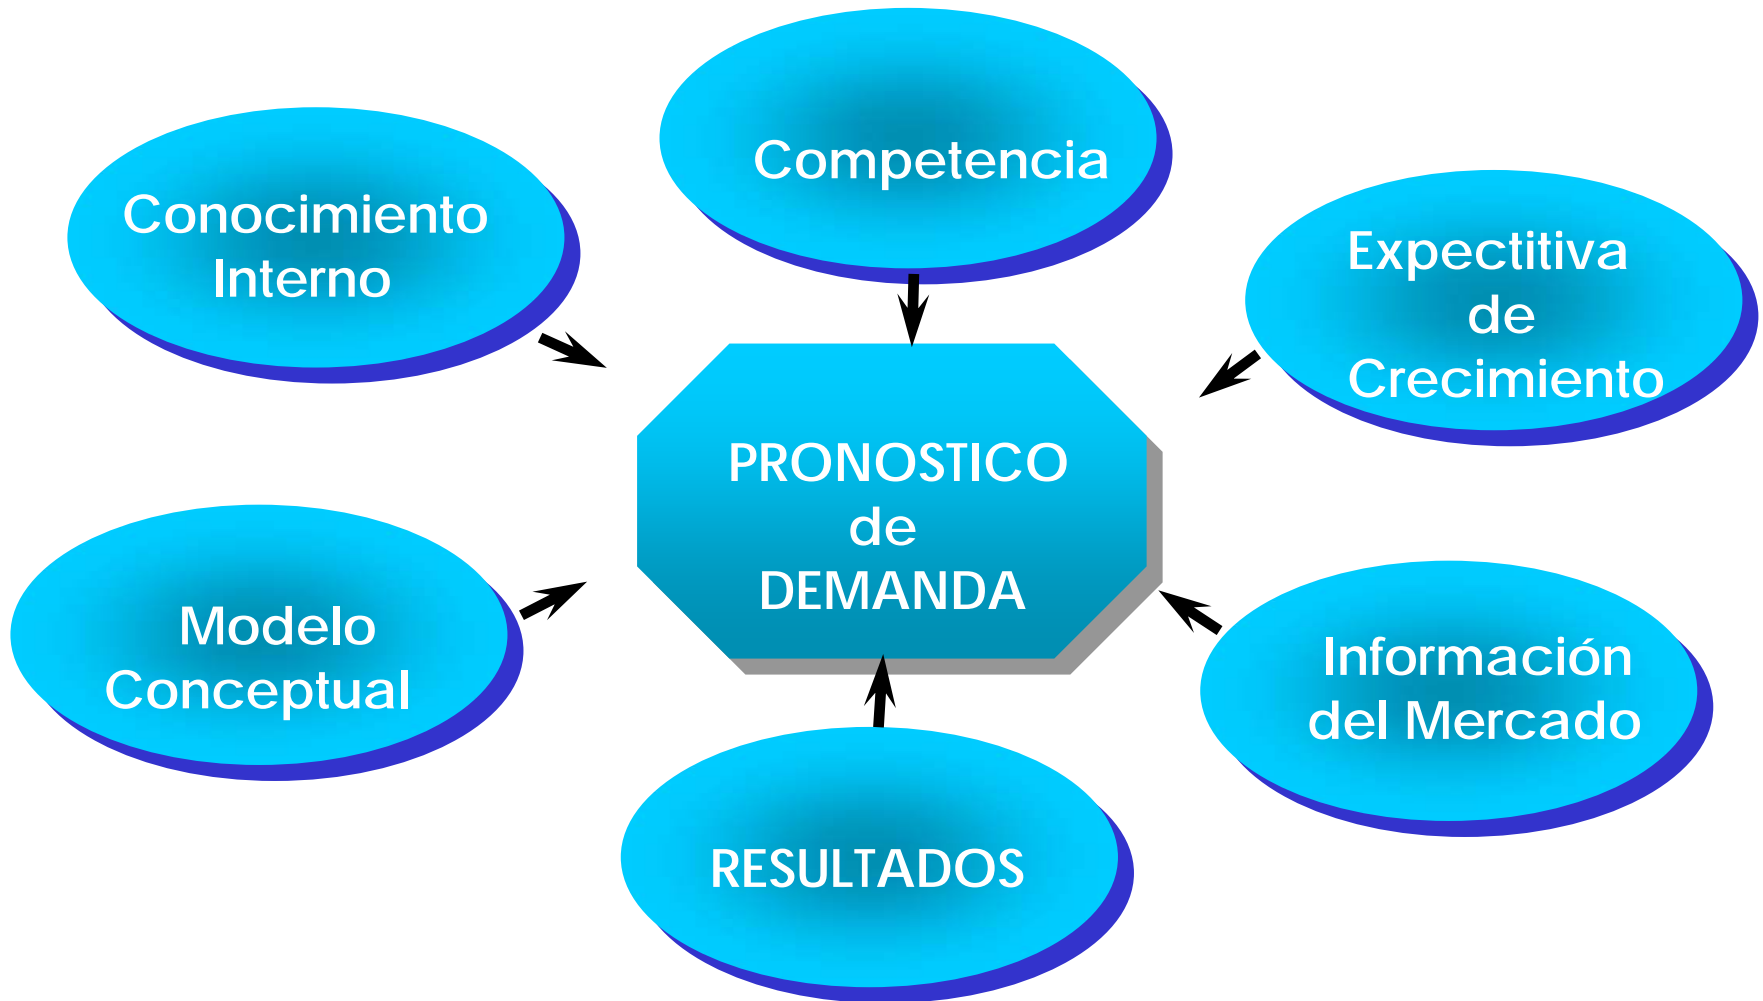 Competencia
Conocimiento
Interno
Expectitiva
de
Crecimiento
PRONOSTICO
de
DEMANDA
Modelo
Conceptual
Información
del Mercado
RESULTADOS